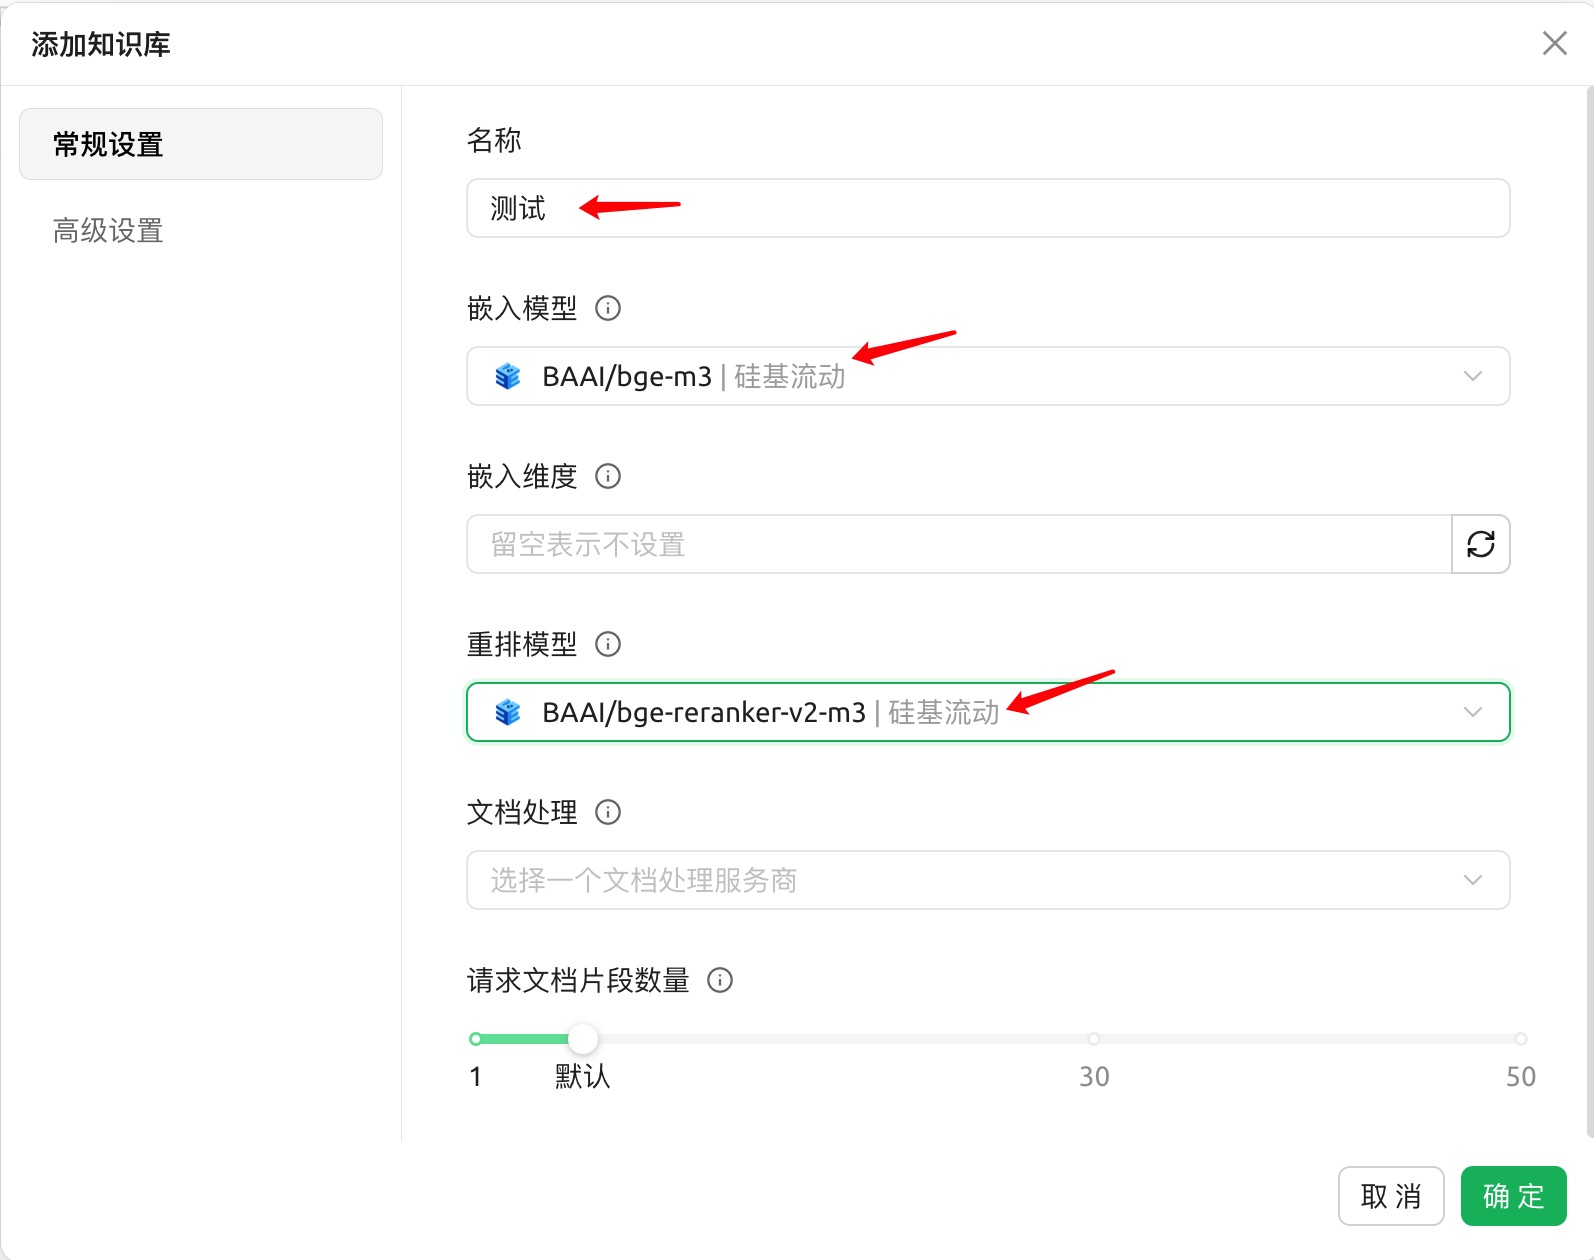 添加知识库
常规设置
高级设置
名称
测试
嵌入模型
BAAI/bge-m3 | 硅基流动
嵌入维度
留空表示不设置
重排模型
BAAI/bge-reranker-v2-m3 | 硅基流动
文档处理
选择一个文档处理服务商
请求文档片段数量
1 默认 30 50
取消 确定